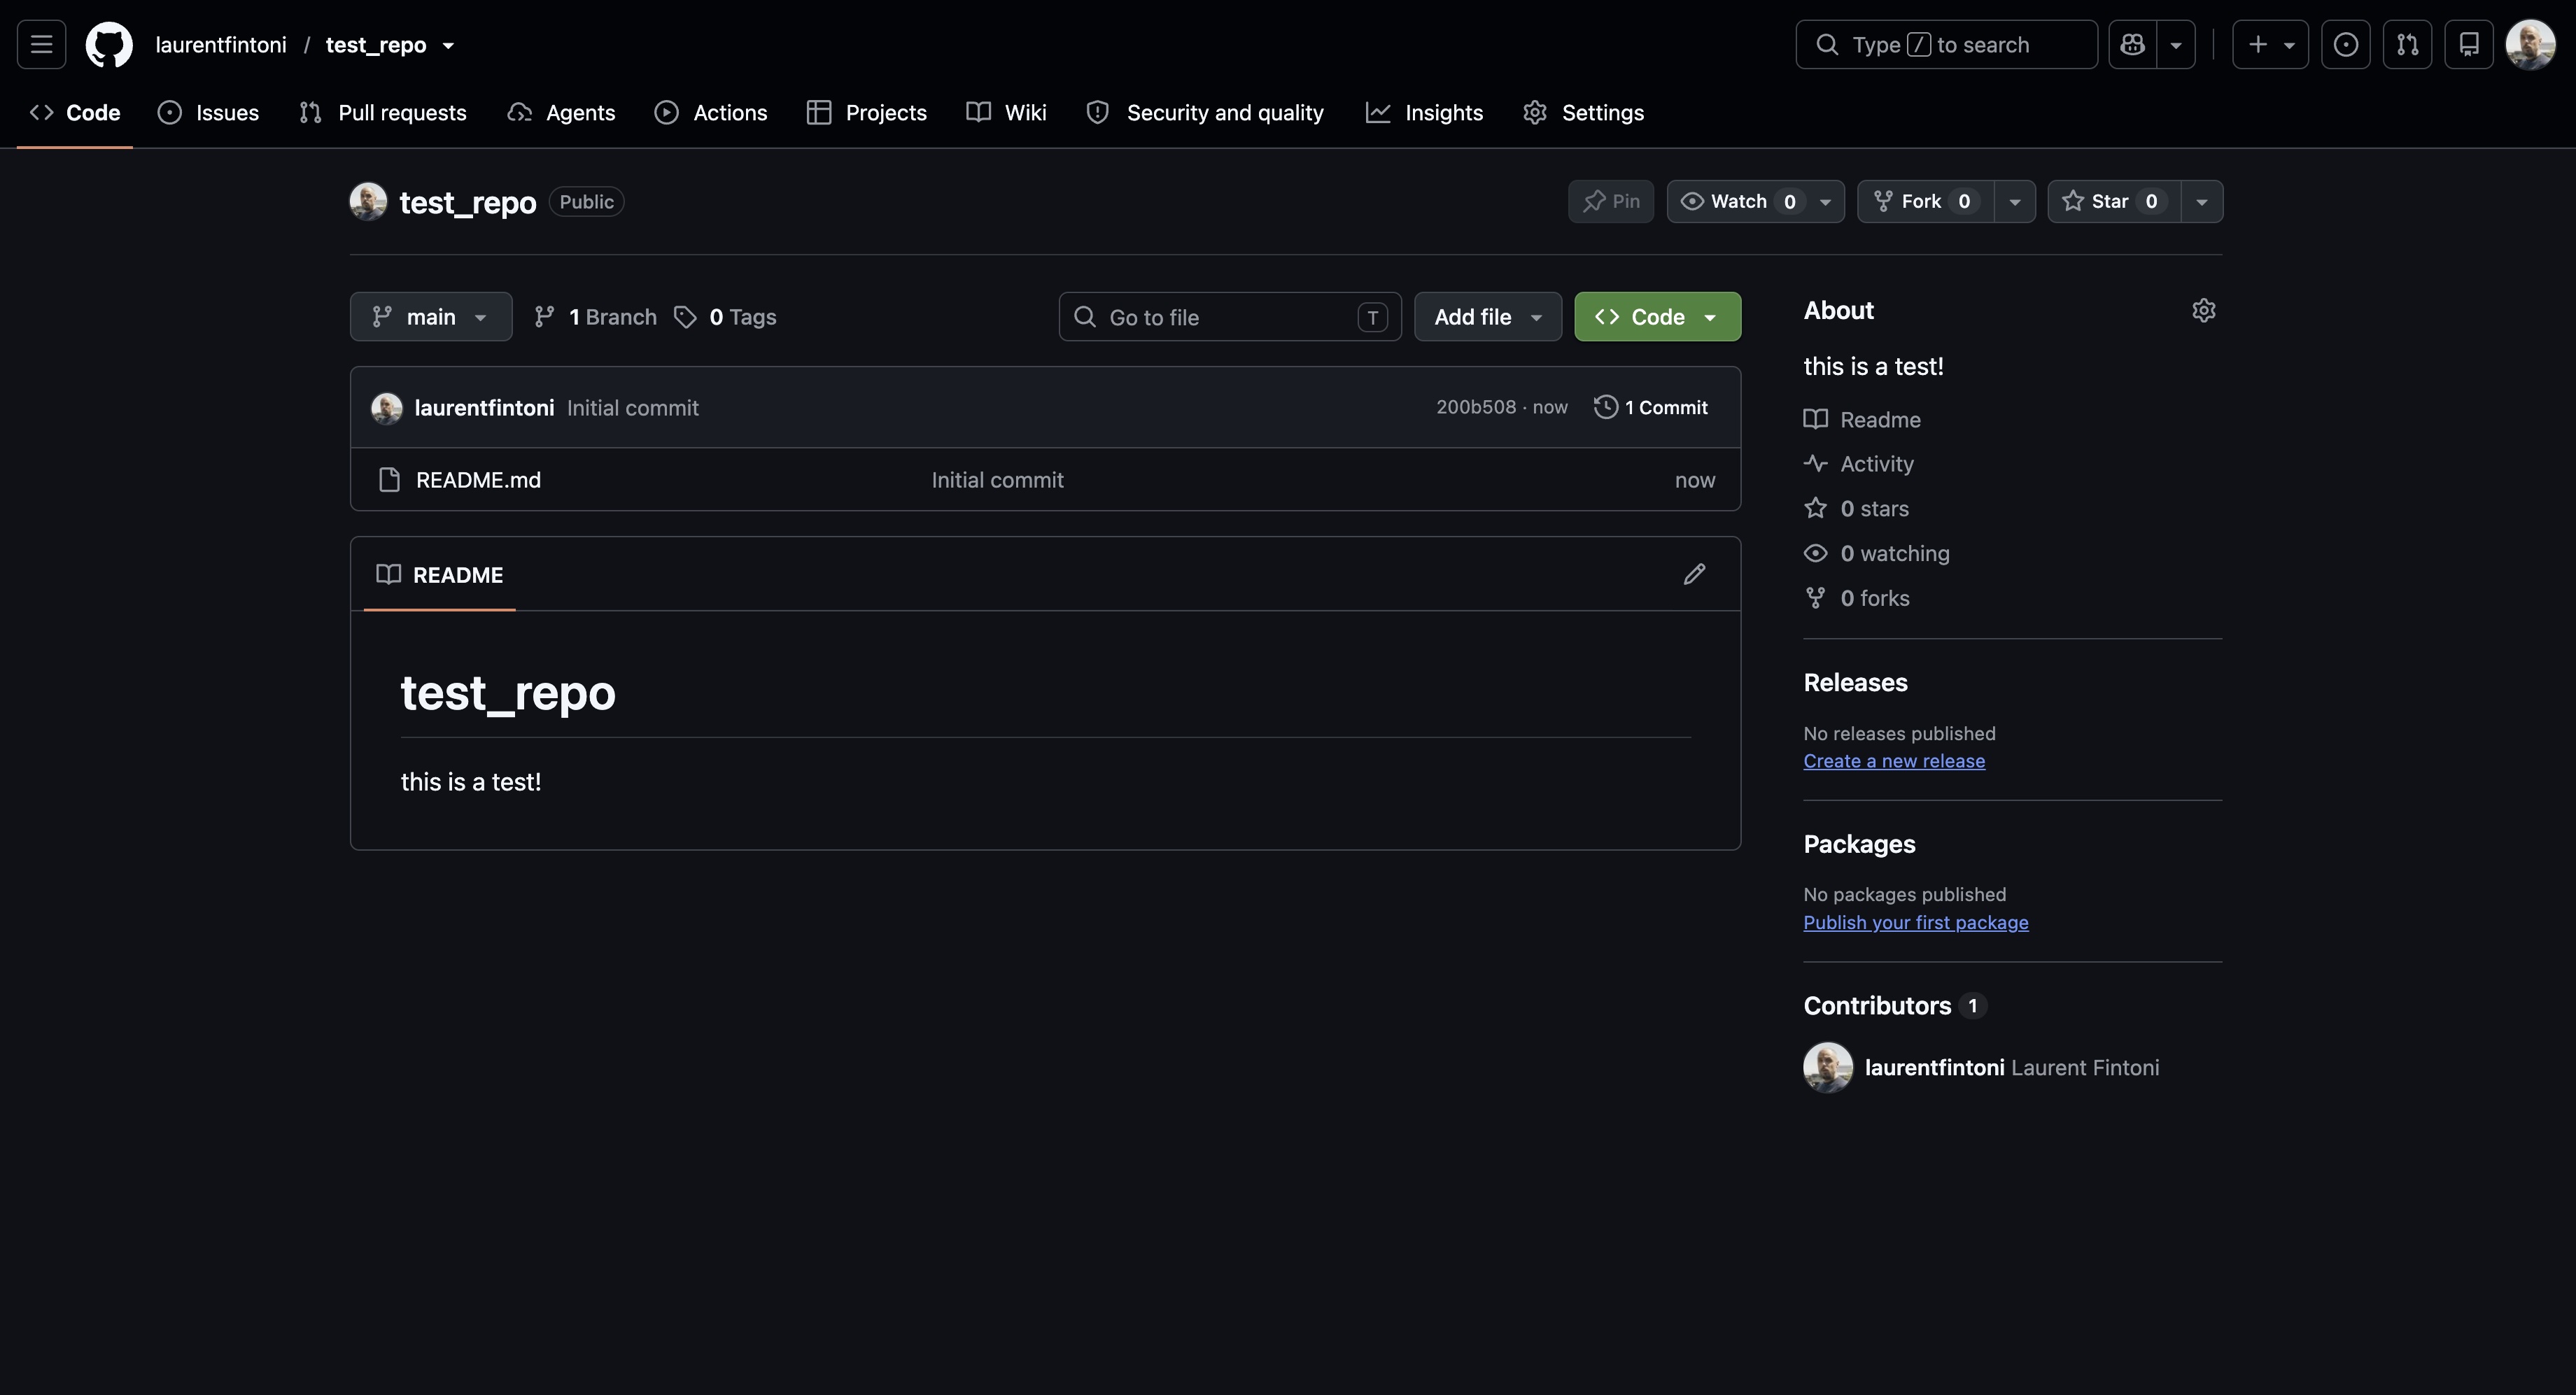 laurentfintoni / test_repo
Type / to search
Code Issues Pull requests Agents Actions Projects Wiki Security and quality Insights Settings
test_repo Public
Pin Watch 0 Fork 0 Star 0
main 1 Branch 0 Tags
Go to file T Add file Code
laurentfintoni Initial commit 200b508 · now 1 Commit
README.md Initial commit now
README
test_repo
this is a test!
About
this is a test!
Readme
Activity
0 stars
0 watching
0 forks
Releases
No releases published
Create a new release
Packages
No packages published
Publish your first package
Contributors 1
laurentfintoni Laurent Fintoni